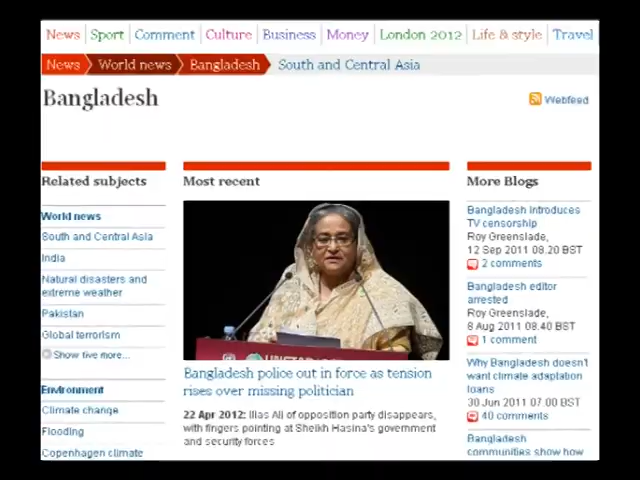 News Sport Comment Culture Business Money London 2012 Life & style Travel
News World news Bangladesh South and Central Asia
Bangladesh
Webfeed
Related subjects
World news
South and Central Asia
India
Natural disasters and
extreme weather
Pakistan
Global terrorism
Show five more...
Environment
Climate change
Flooding
Copenhagen climate
Most recent
Bangladesh police out in force as tension
rises over missing politician
22 Apr 2012: Ilias Ali of opposition party disappears,
with fingers pointing at Sheikh Hasina's government
and security forces
More Blogs
Bangladesh introduces
TV censorship
Roy Greenslade,
12 Sep 2011 08.20 BST
2 comments
Bangladesh editor
arrested
Roy Greenslade,
8 Aug 2011 08.40 BST
1 comment
Why Bangladesh doesn't
want climate adaptation
loans
30 Jun 2011 07.00 BST
40 comments
Bangladesh
communities show how